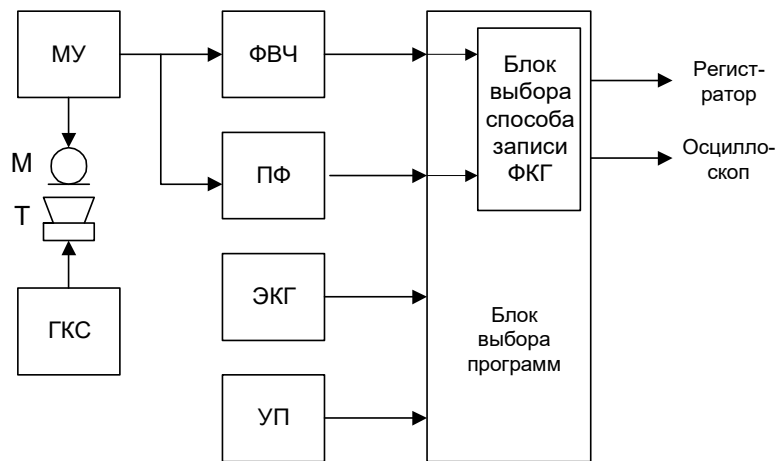 МУ
ФВЧ
Блок
выбора
способа
записи
ФКГ
Регист-
ратор
М
Т
ПФ
Осцилло-
скоп
ГКС
ЭКГ
Блок
выбора
программ
УП